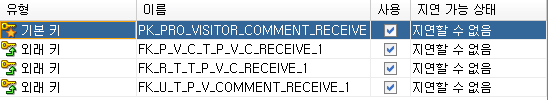 유형 이름 사용 지연 가능 상태
기본 키 PK_PRO_VISITOR_COMMENT_RECEIVE 지연할 수 없음
외래 키 FK_P_V_C_T_P_V_C_RECEIVE_1 지연할 수 없음
외래 키 FK_R_T_T_P_V_C_RECEIVE_1 지연할 수 없음
외래 키 FK_U_T_P_V_COMMENT_RECEIVE_1 지연할 수 없음